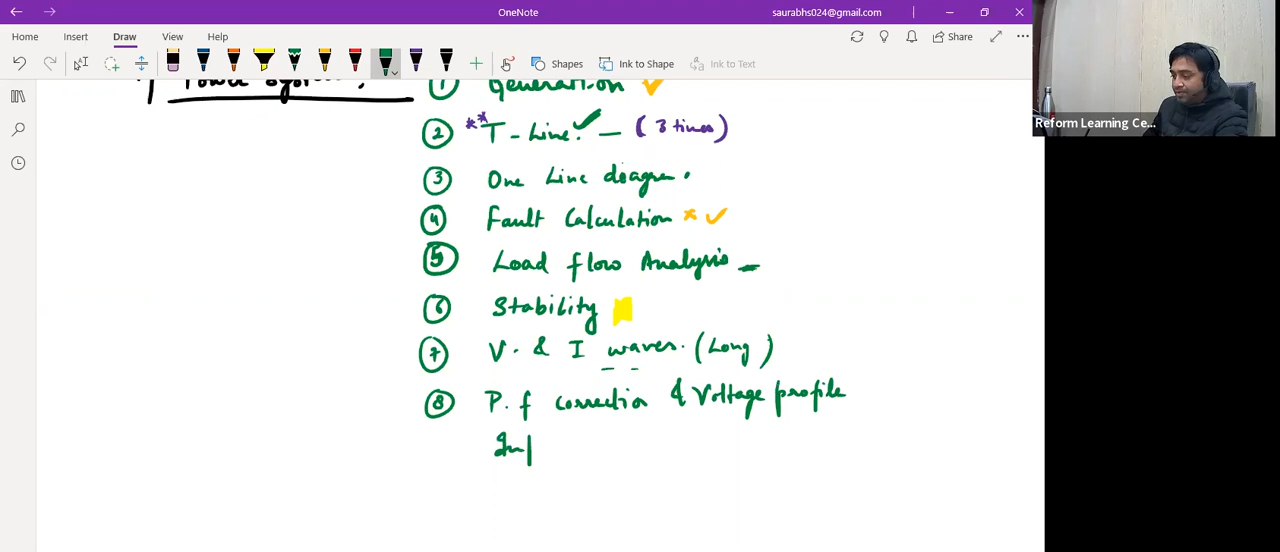 OneNote
saurabhs024@gmail.com
Home Insert Draw View Help
Share
Shapes
Ink to Shape
Ink to Text
Reform Learning Ce...
Power System
① Generation
② ** T - Line. - (3 times)
③ One Line diagram.
④ Fault Calculation *
⑤ Load flow Analysis -
⑥ Stability
⑦ V. & I waves. (Long)
⑧ P.f correction & Voltage profile